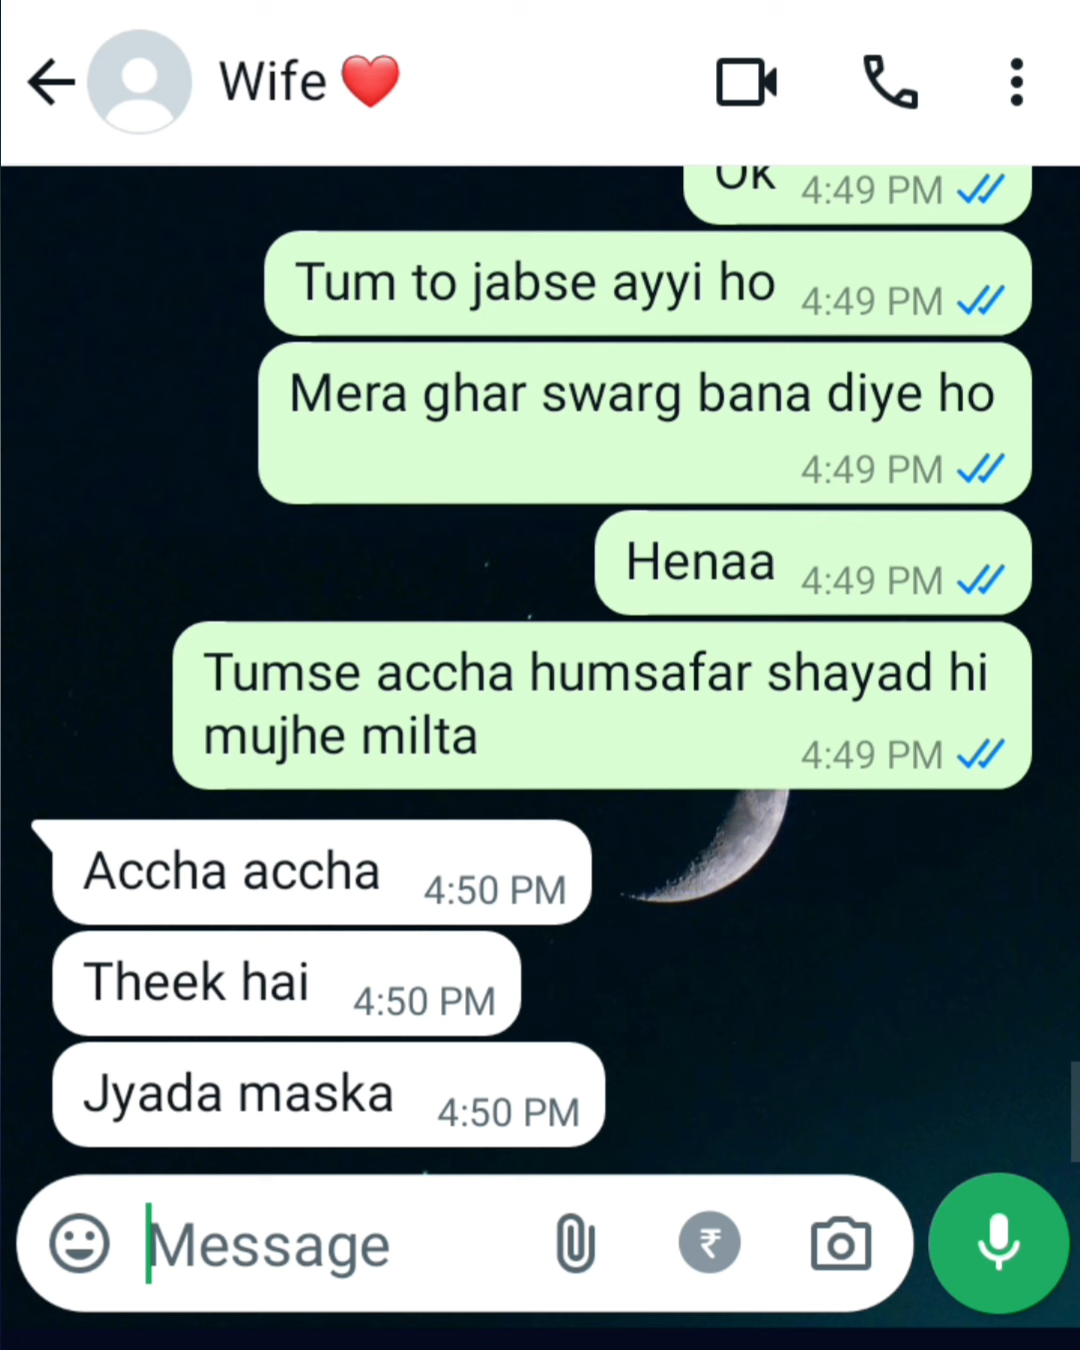 Wife ❤️
Ok 4:49 PM
Tum to jabse ayyi ho 4:49 PM
Mera ghar swarg bana diye ho
4:49 PM
Henaa 4:49 PM
Tumse accha humsafar shayad hi
mujhe milta 4:49 PM
Accha accha 4:50 PM
Theek hai 4:50 PM
Jyada maska 4:50 PM
Message ₹